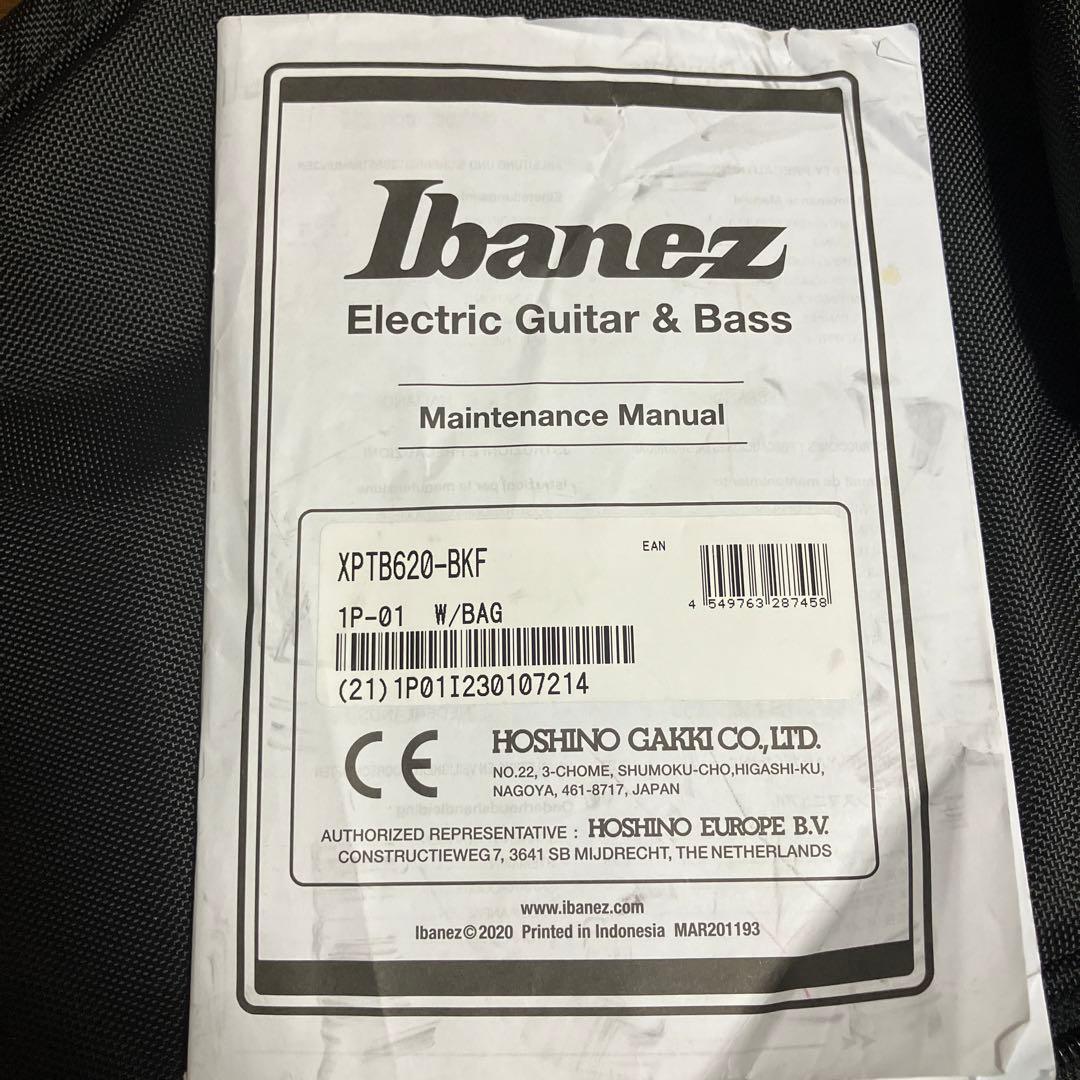 Ibanez
Electric Guitar & Bass
Maintenance Manual
XPTB620-BKF
EAN
1P-01 W/BAG
4 549763 287458
(21)1P01I230107214
CE
HOSHINO GAKKI CO.,LTD.
NO.22, 3-CHOME, SHUMOKU-CHO,HIGASHI-KU,
NAGOYA, 461-8717, JAPAN
AUTHORIZED REPRESENTATIVE : HOSHINO EUROPE B.V.
CONSTRUCTIEWEG 7, 3641 SB MIJDRECHT, THE NETHERLANDS
www.ibanez.com
Ibanez©2020 Printed in Indonesia MAR201193